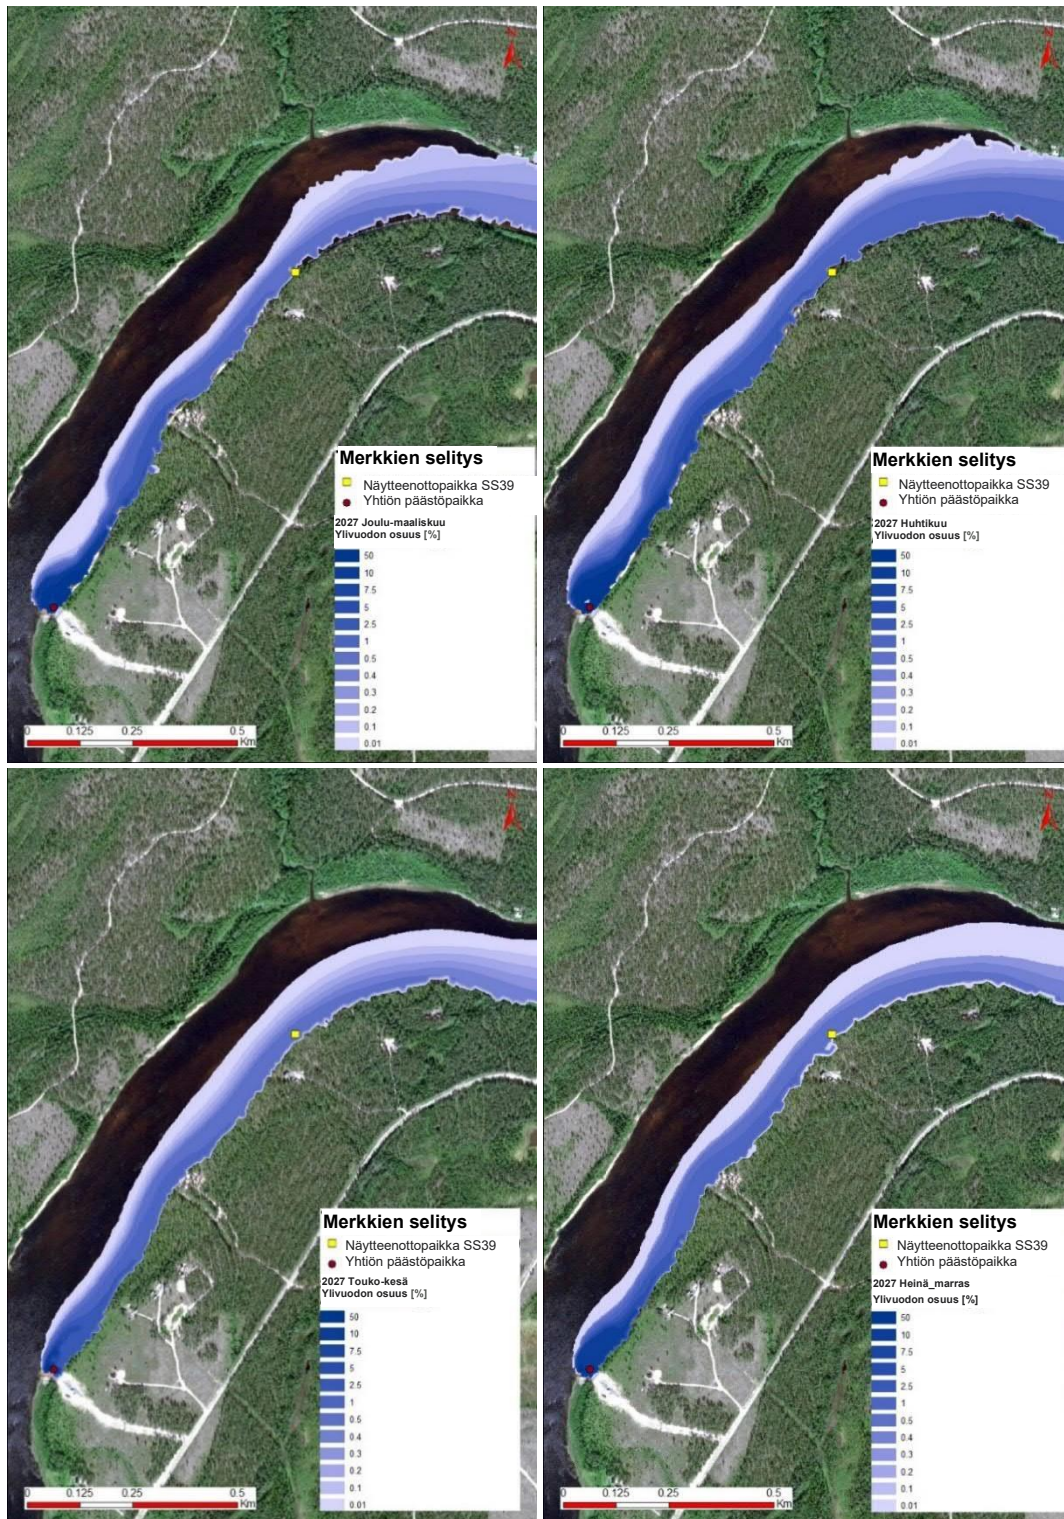 N
Merkkien selitys
Näytteenottopaikka SS39
Yhtiön päästöpaikka
2027 Joulu-maaliskuu
Ylivuodon osuus [%]
50
10
7.5
5
2.5
1
0.5
0.4
0.3
0.2
0.1
0.01
0 0.125 0.25 0.5
Km
N
Merkkien selitys
Näytteenottopaikka SS39
Yhtiön päästöpaikka
2027 Huhtikuu
Ylivuodon osuus [%]
50
10
7.5
5
2.5
1
0.5
0.4
0.3
0.2
0.1
0.01
0 0.125 0.25 0.5
Km
N
Merkkien selitys
Näytteenottopaikka SS39
Yhtiön päästöpaikka
2027 Touko-kesä
Ylivuodon osuus [%]
50
10
7.5
5
2.5
1
0.5
0.4
0.3
0.2
0.1
0.01
0 0.125 0.25 0.5
Km
N
Merkkien selitys
Näytteenottopaikka SS39
Yhtiön päästöpaikka
2027 Heinä_marras
Ylivuodon osuus [%]
50
10
7.5
5
2.5
1
0.5
0.4
0.3
0.2
0.1
0.01
0 0.125 0.25 0.5
Km